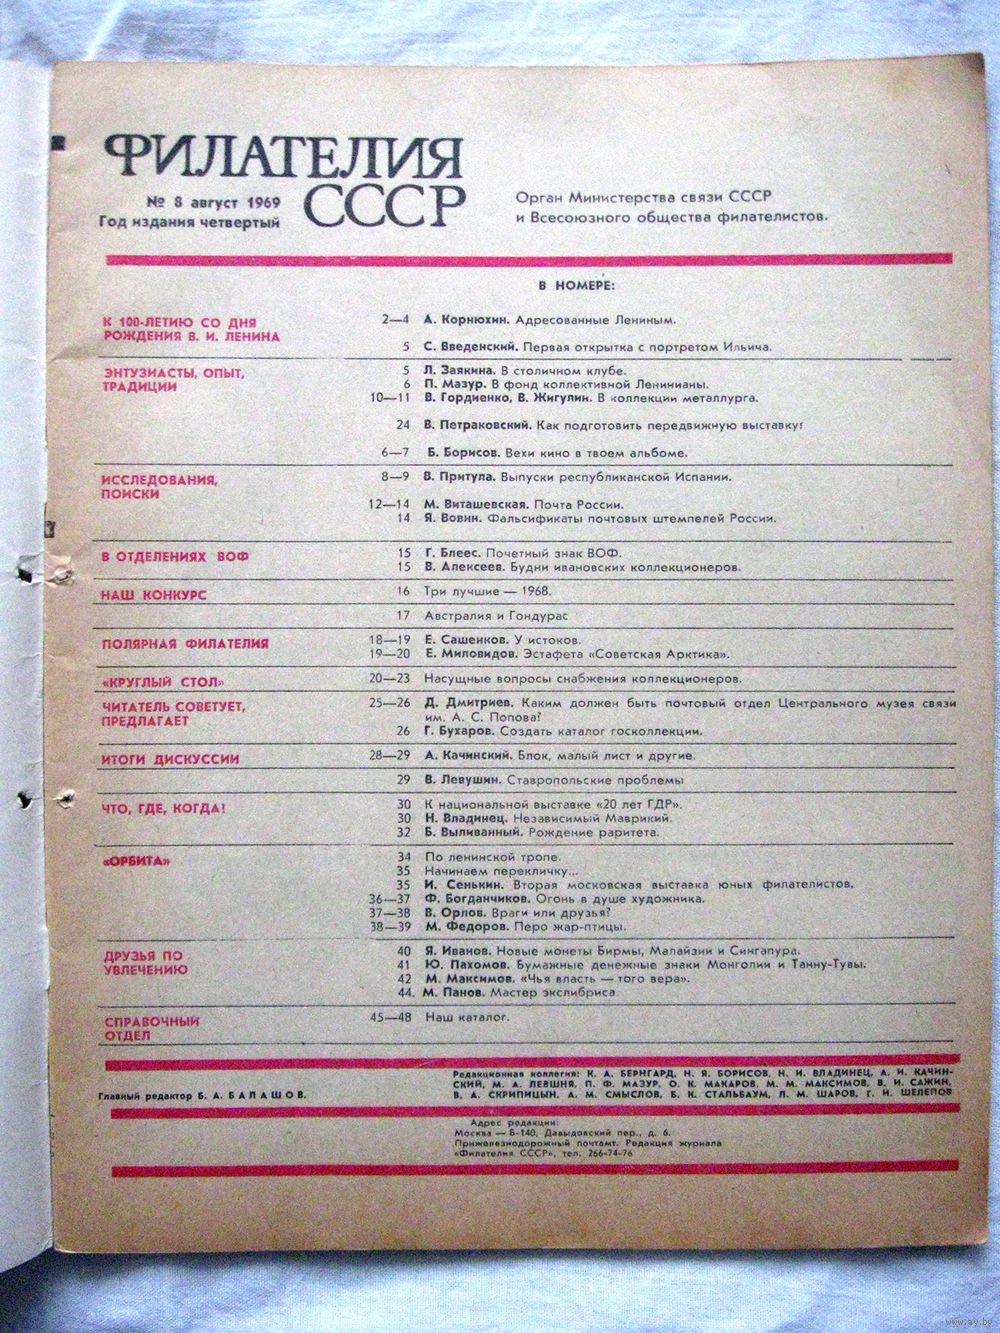 ФИЛАТЕЛИЯ
СССР
№ 8 август 1969
Год издания четвертый
Орган Министерства связи СССР
и Всесоюзного общества филателистов.
В НОМЕРЕ:
К 100-ЛЕТИЮ СО ДНЯ
РОЖДЕНИЯ В. И. ЛЕНИНА
2—4 А. Корнюхин. Адресованные Лениным.
5 С. Введенский. Первая открытка с портретом Ильича.
ЭНТУЗИАСТЫ, ОПЫТ,
ТРАДИЦИИ
5 Л. Заякина. В столичном клубе.
6 П. Мазур. В фонд коллективной Ленинианы.
10—11 В. Гордиенко, В. Жигулин. В коллекции металлурга.
24 В. Петраковский. Как подготовить передвижную выставку?
6—7 Б. Борисов. Вехи кино в твоем альбоме.
ИССЛЕДОВАНИЯ,
ПОИСКИ
8—9 В. Притула. Выпуски республиканской Испании.
12—14 М. Виташевская. Почта России.
14 Я. Вовин. Фальсификаты почтовых штемпелей России.
В ОТДЕЛЕНИЯХ ВОФ
15 Г. Блеес. Почетный знак ВОФ.
15 В. Алексеев. Будни ивановских коллекционеров.
НАШ КОНКУРС
16 Три лучшие — 1968.
17 Австралия и Гондурас
ПОЛЯРНАЯ ФИЛАТЕЛИЯ
18—19 Е. Сашенков. У истоков.
19—20 Е. Миловидов. Эстафета «Советская Арктика».
«КРУГЛЫЙ СТОЛ»
20—23 Насущные вопросы снабжения коллекционеров.
ЧИТАТЕЛЬ СОВЕТУЕТ,
ПРЕДЛАГАЕТ
25—26 Д. Дмитриев. Каким должен быть почтовый отдел Центрального музея связи
им. А. С. Попова?
26 Г. Бухаров. Создать каталог госколлекции.
ИТОГИ ДИСКУССИИ
28—29 А. Качинский. Блок, малый лист и другие.
29 В. Левушин. Ставропольские проблемы
ЧТО, ГДЕ, КОГДА!
30 К национальной выставке «20 лет ГДР».
30 Н. Владинец. Независимый Маврикий.
32 Б. Выливанный. Рождение раритета.
«ОРБИТА»
34 По ленинской тропе.
35 Начинаем перекличку...
35 И. Сенькин. Вторая московская выставка юных филателистов.
36—37 Ф. Богданчиков. Огонь в душе художника.
37—38 В. Орлов. Враги или друзья?
38—39 М. Федоров. Перо жар-птицы.
ДРУЗЬЯ ПО
УВЛЕЧЕНИЮ
40 Я. Иванов. Новые монеты Бирмы, Малайзии и Сингапура.
41 Ю. Пахомов. Бумажные денежные знаки Монголии и Танну-Тувы.
42 М. Максимов. «Чья власть — того вера».
44. М. Панов. Мастер экслибриса
СПРАВОЧНЫЙ
ОТДЕЛ
45—48 Наш каталог.
Главный редактор Б. А. БАЛАШОВ.
Редакционная коллегия: К. А. БЕРНГАРД, Н. Я. БОРИСОВ, Н. И. ВЛАДИНЕЦ, А. И. КАЧИН-
СКИЙ, М. А. ЛЕВШНЯ, П. Ф. МАЗУР, О. К. МАКАРОВ, М. М. МАКСИМОВ, В. И. САЖИН,
В. А. СКРИПИЦЫН, А. М. СМЫСЛОВ, Б. К. СТАЛЬБАУМ, Л. М. ШАРОВ, Г. И. ШЕЛЕПОВ
Адрес редакции:
Москва — Б-140, Давыдовский пер., д. 6.
Прижелезнодорожный почтамт. Редакция журнала
«Филателия СССР», тел. 266-74-76
www.ay.by